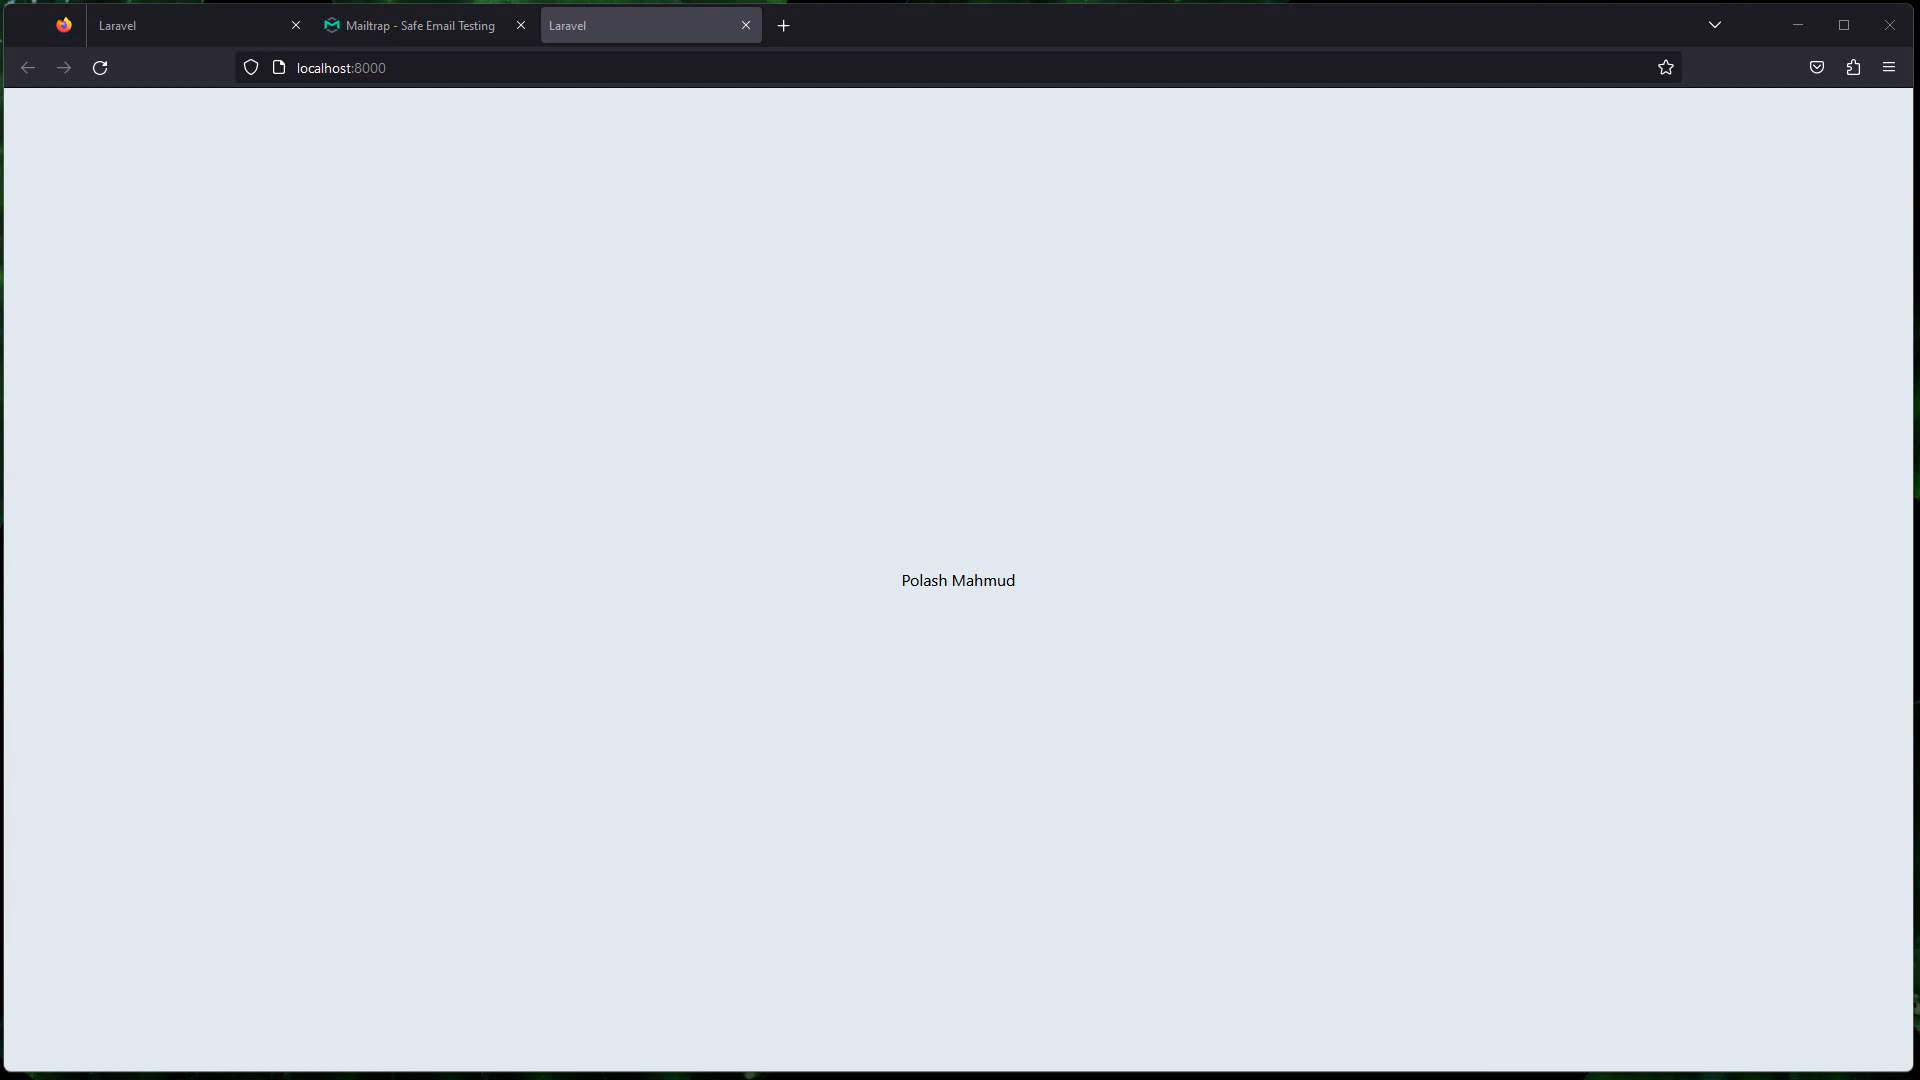 Laravel
Mailtrap - Safe Email Testing
Laravel
localhost:8000
Polash Mahmud